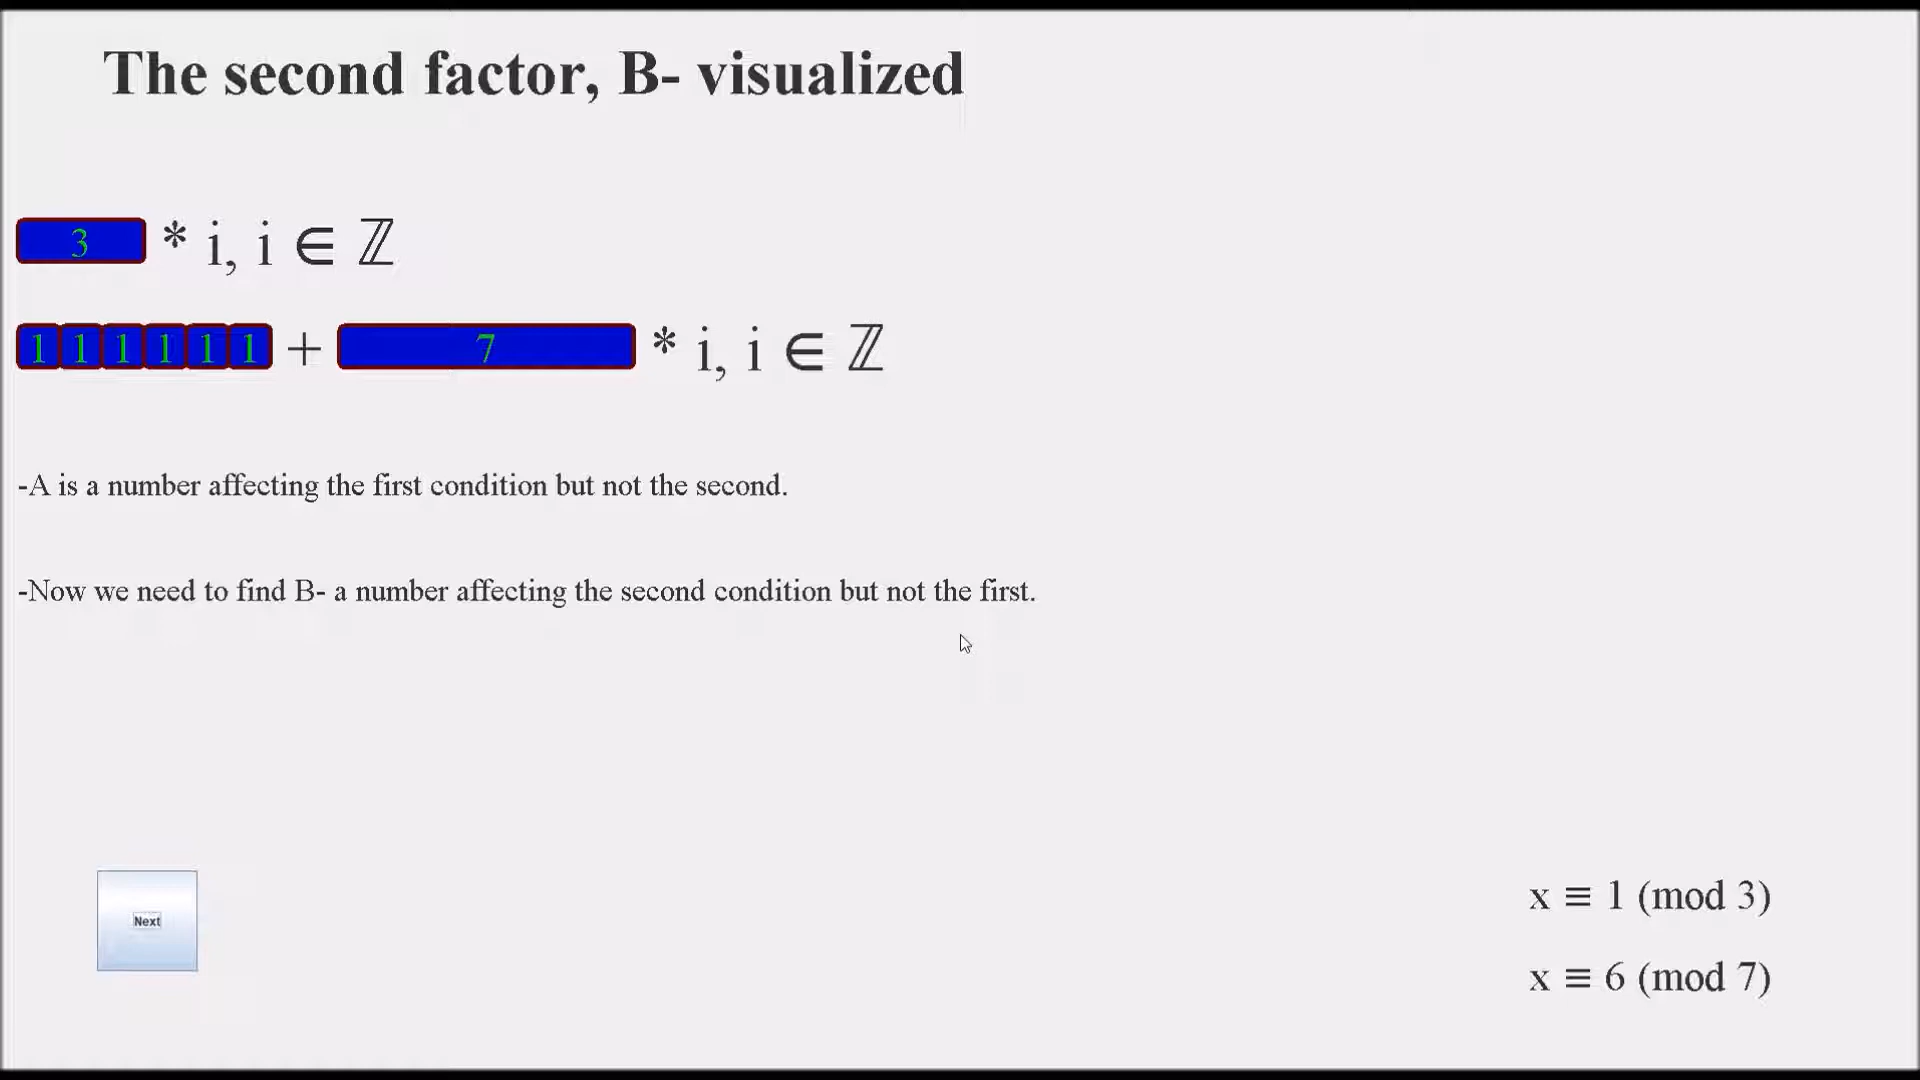 The second factor, B- visualized
3 * i, i ∈ ℤ
1 1 1 1 1 1 + 7 * i, i ∈ ℤ
-A is a number affecting the first condition but not the second.
-Now we need to find B- a number affecting the second condition but not the first.
Next
x ≡ 1 (mod 3)
x ≡ 6 (mod 7)